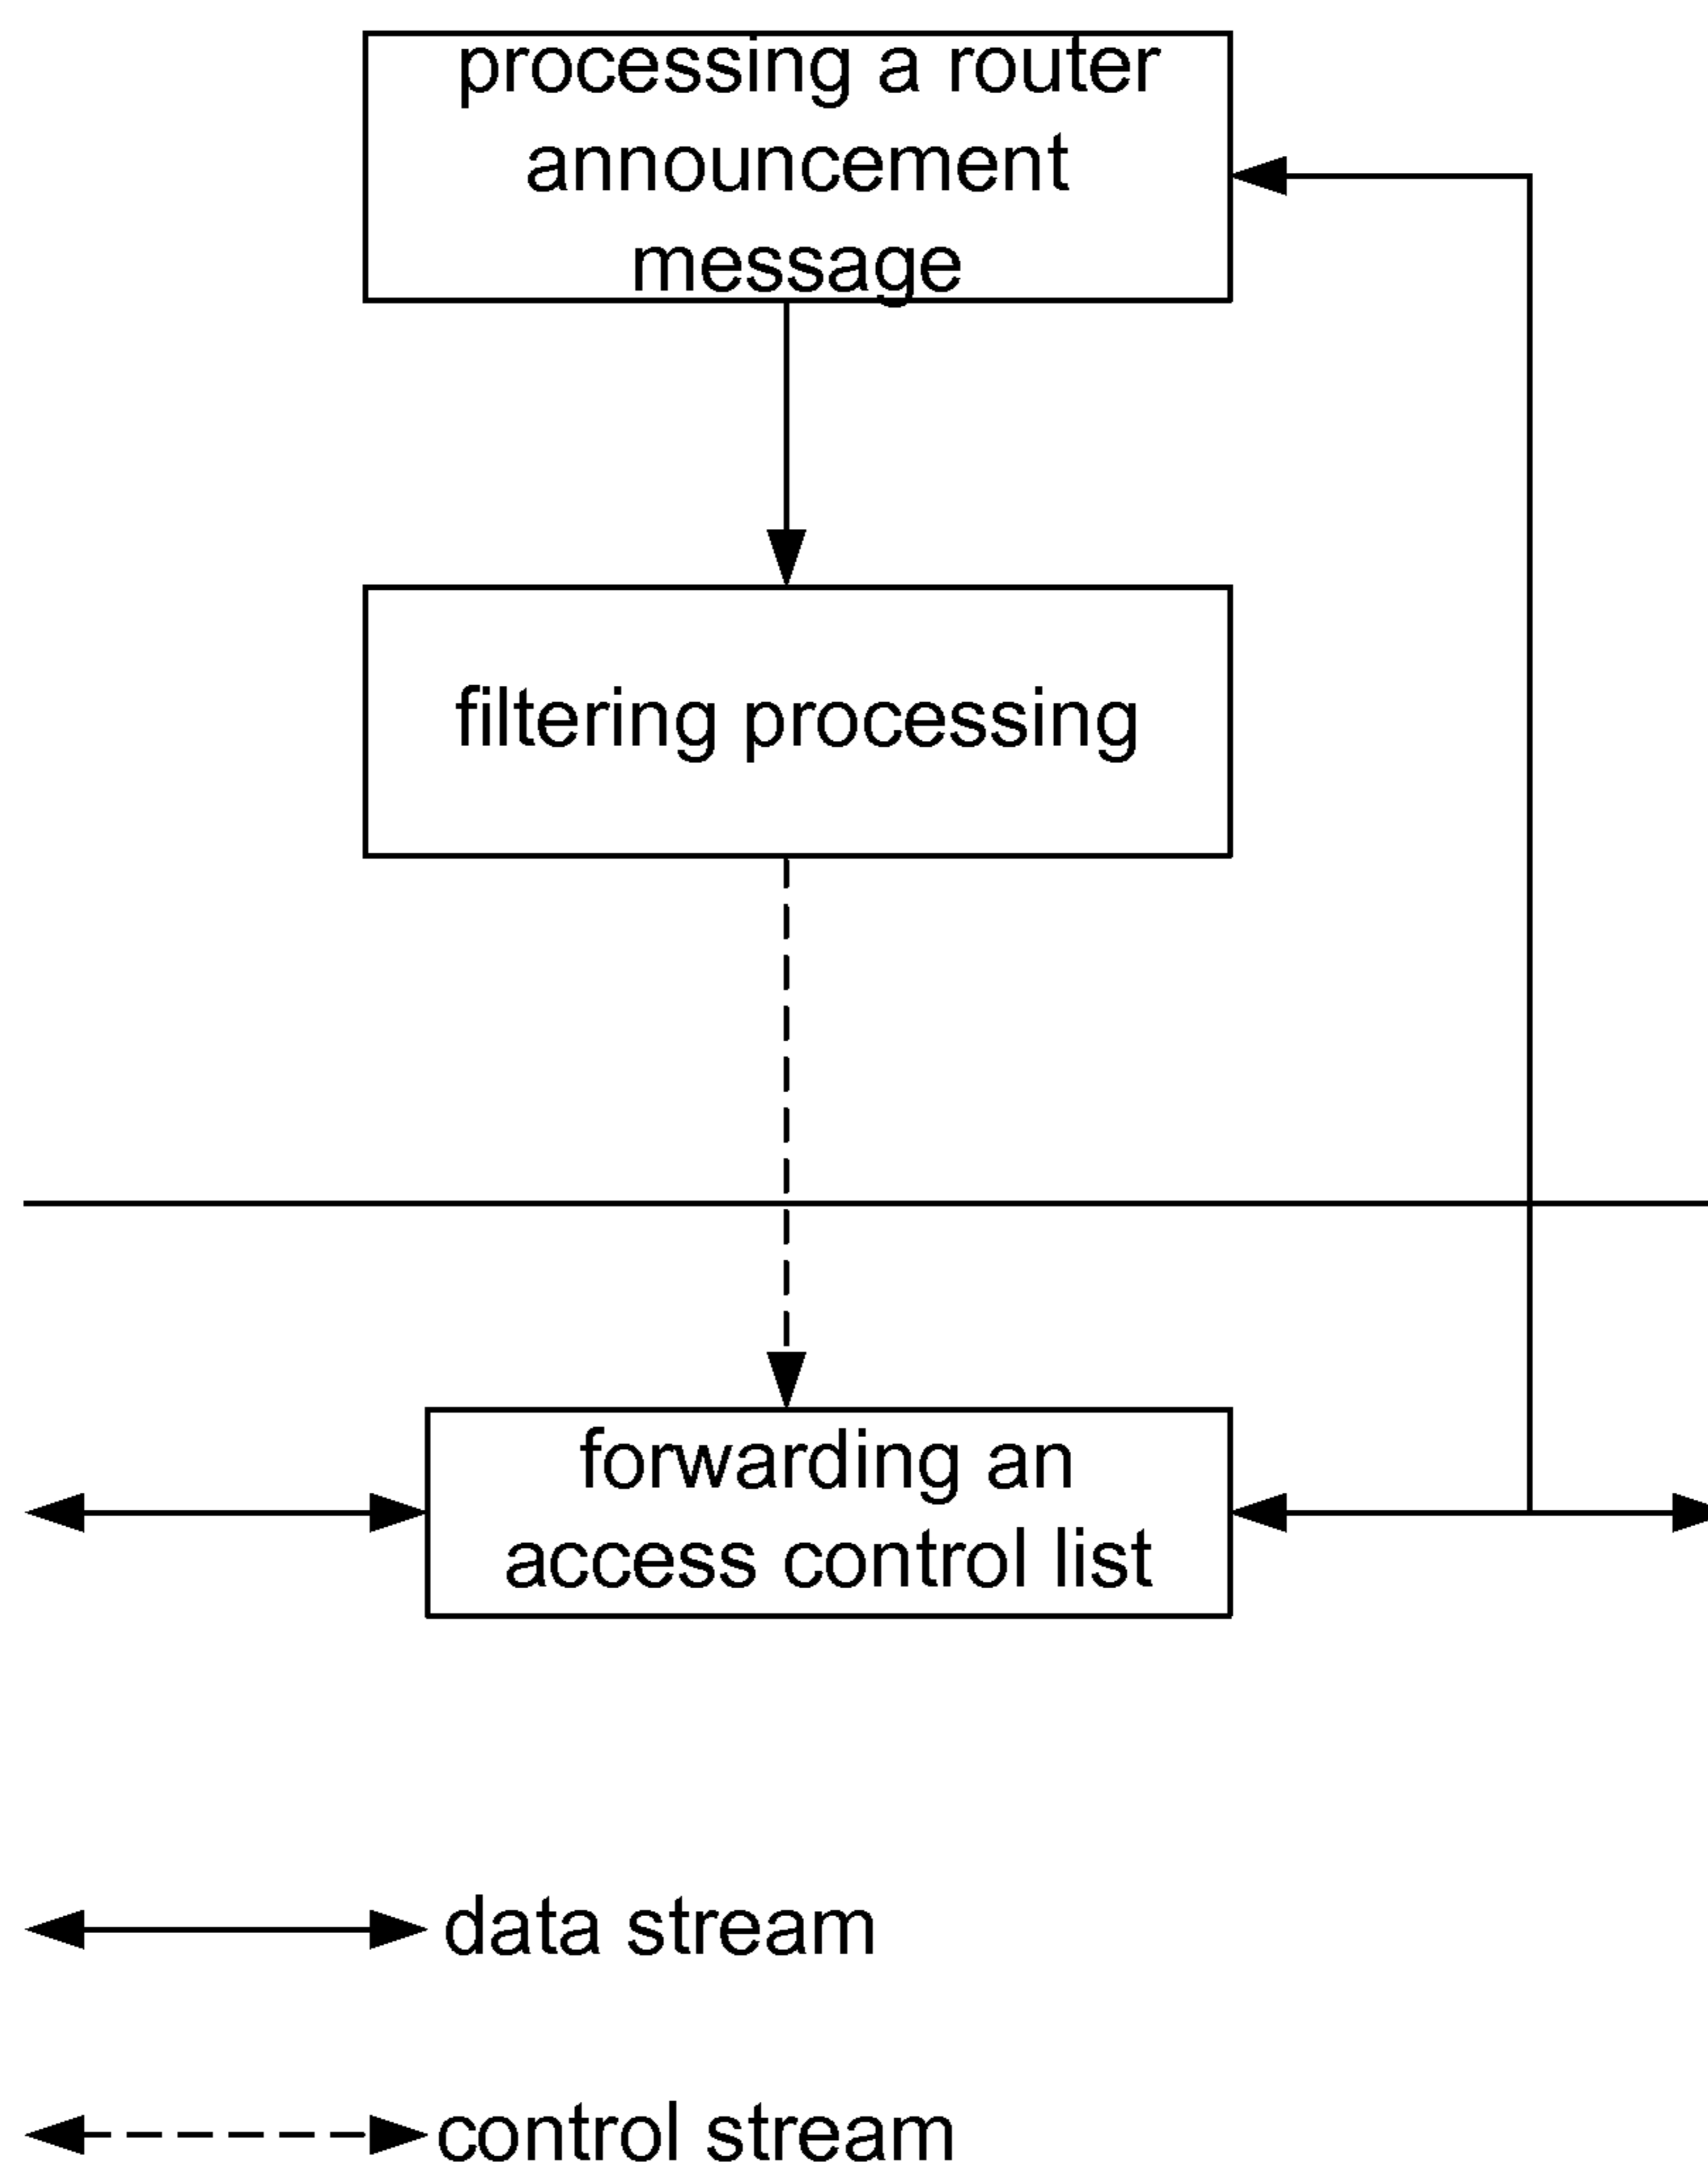 processing a router
announcement
message
filtering processing
forwarding an
access control list
data stream
control stream